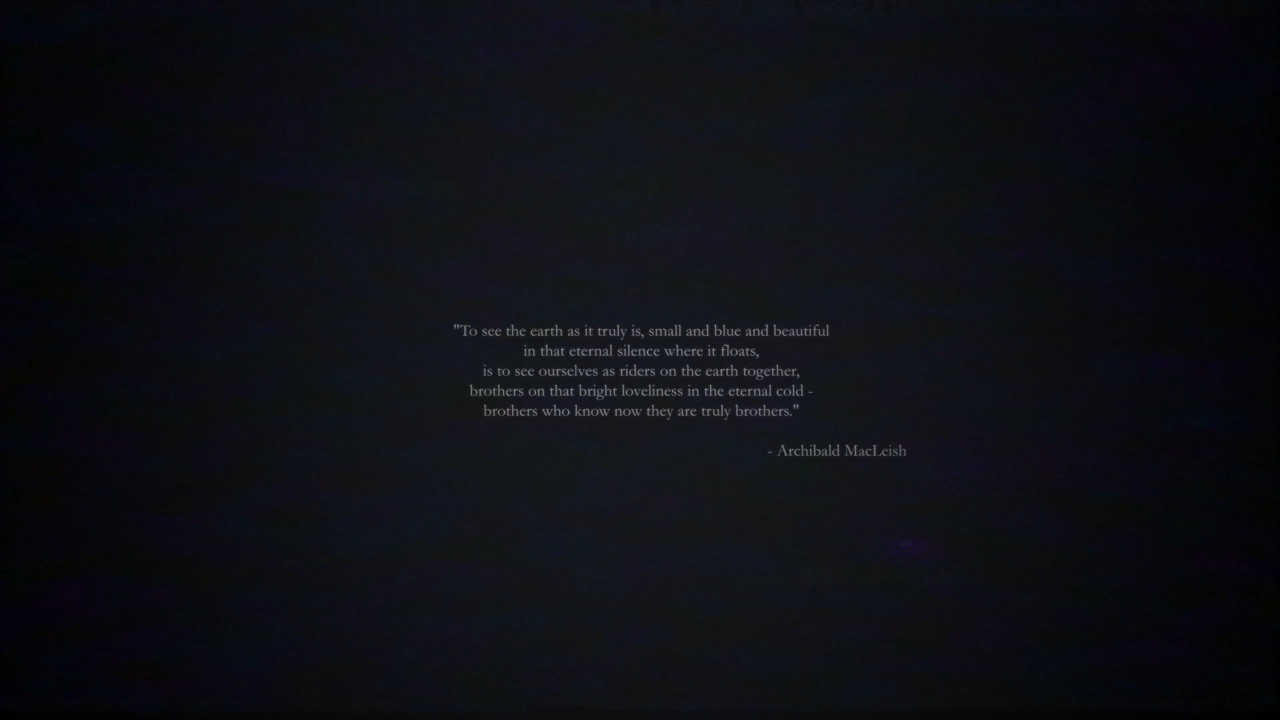 "To see the earth as it truly is, small and blue and beautiful
in that eternal silence where it floats,
is to see ourselves as riders on the earth together,
brothers on that bright loveliness in the eternal cold -
brothers who know now they are truly brothers."
- Archibald MacLeish